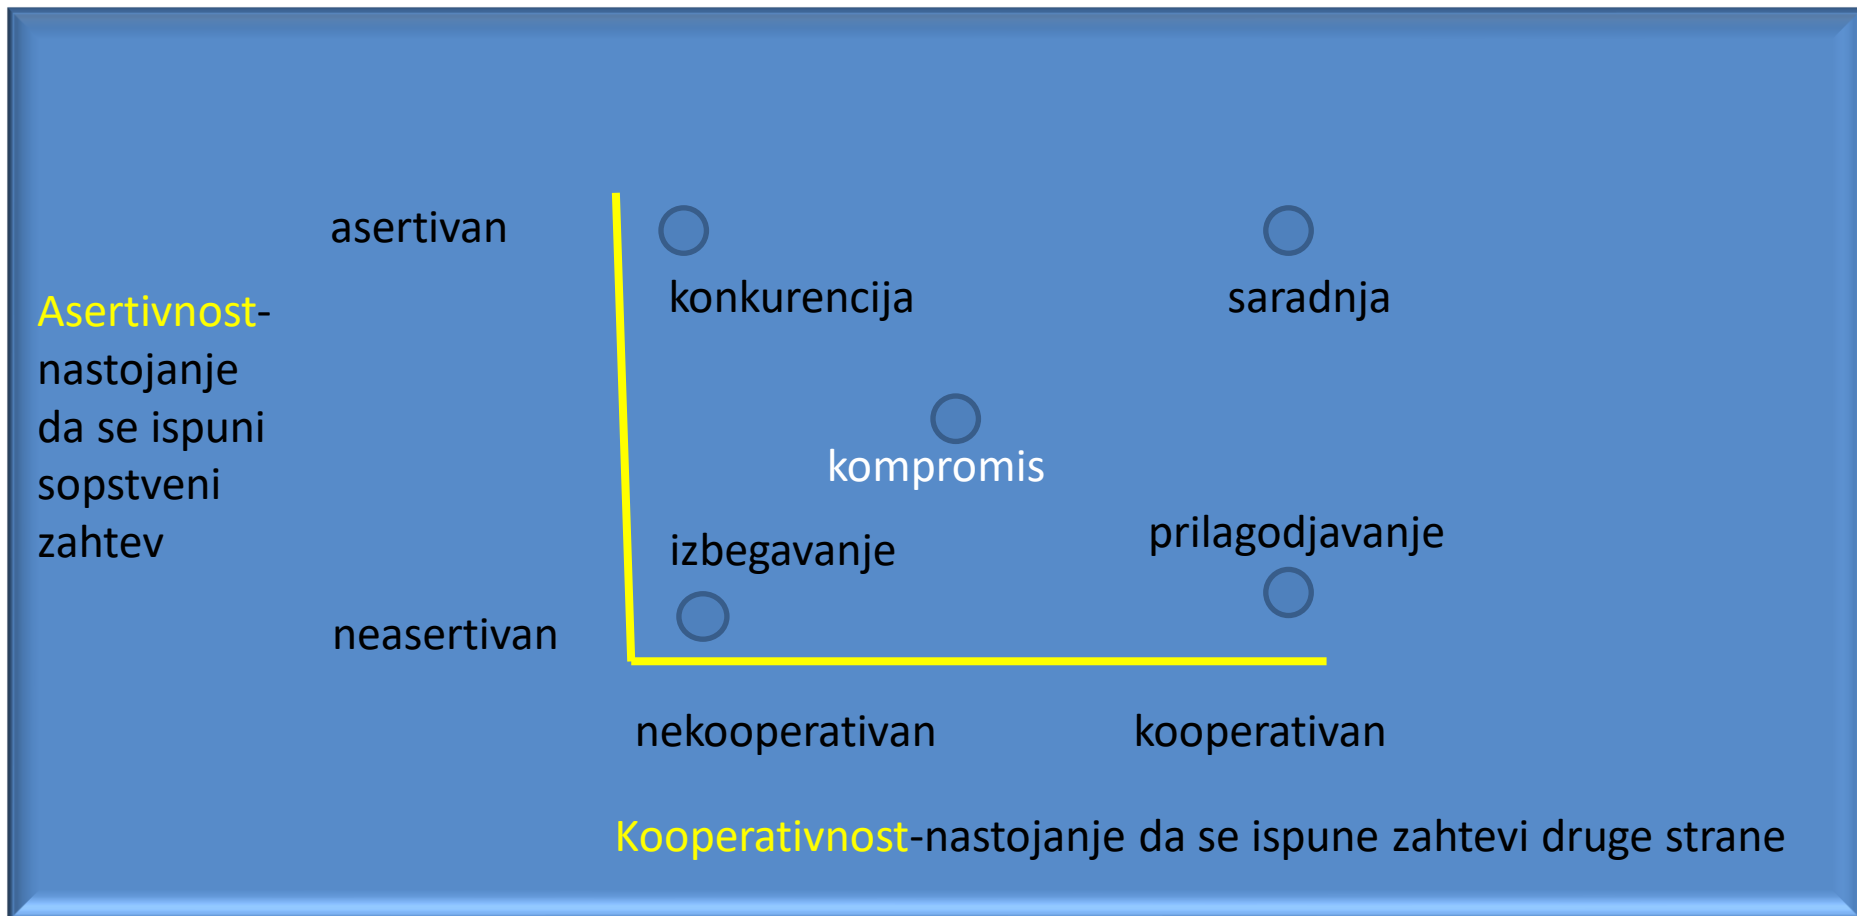 asertivan
konkurencija
saradnja
Asertivnost-
nastojanje
da se ispuni
sopstveni
zahtev
kompromis
izbegavanje
prilagodjavanje
neasertivan
nekooperativan
kooperativan
Kooperativnost-nastojanje da se ispune zahtevi druge strane